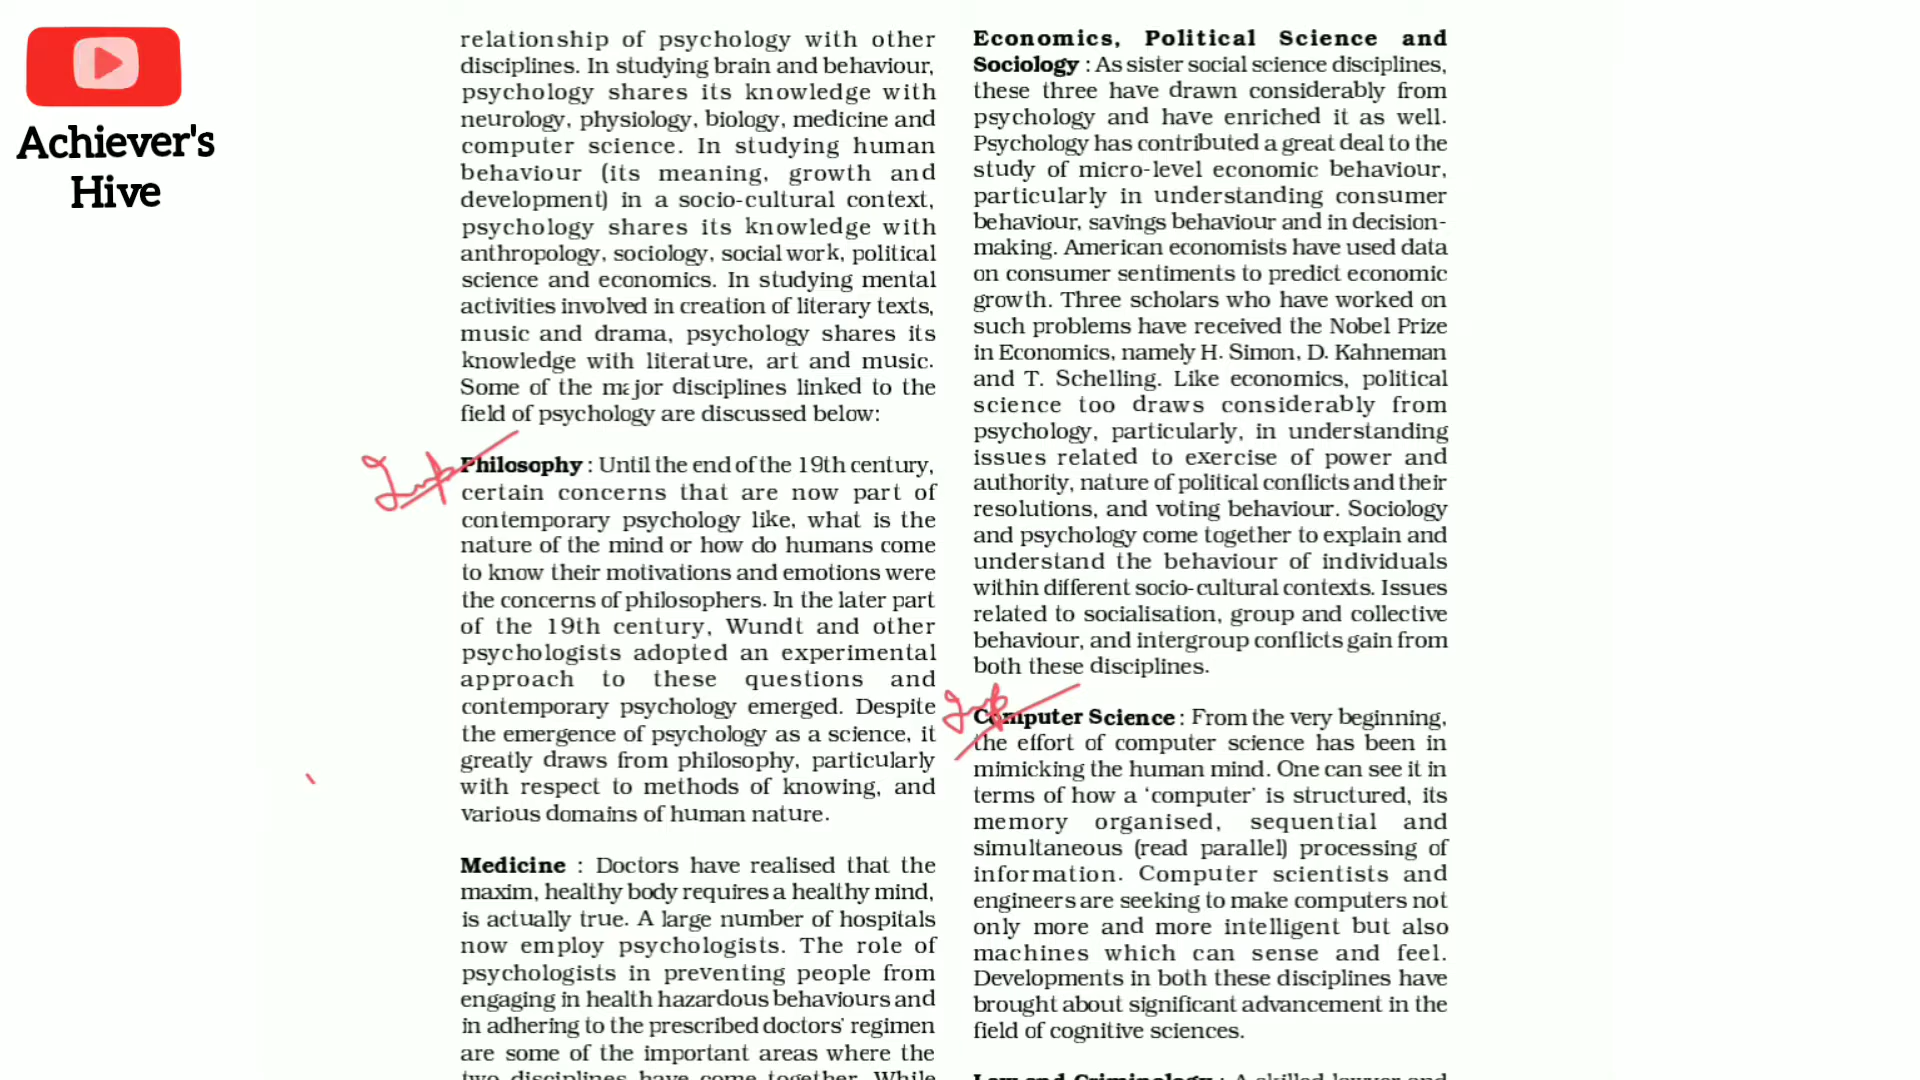 Achiever's
Hive
relationship of psychology with other
disciplines. In studying brain and behaviour,
psychology shares its knowledge with
neurology, physiology, biology, medicine and
computer science. In studying human
behaviour (its meaning, growth and
development) in a socio-cultural context,
psychology shares its knowledge with
anthropology, sociology, social work, political
science and economics. In studying mental
activities involved in creation of literary texts,
music and drama, psychology shares its
knowledge with literature, art and music.
Some of the major disciplines linked to the
field of psychology are discussed below:
Imp
Philosophy : Until the end of the 19th century,
certain concerns that are now part of
contemporary psychology like, what is the
nature of the mind or how do humans come
to know their motivations and emotions were
the concerns of philosophers. In the later part
of the 19th century, Wundt and other
psychologists adopted an experimental
approach to these questions and
contemporary psychology emerged. Despite
the emergence of psychology as a science, it
greatly draws from philosophy, particularly
with respect to methods of knowing, and
various domains of human nature.
Medicine : Doctors have realised that the
maxim, healthy body requires a healthy mind,
is actually true. A large number of hospitals
now employ psychologists. The role of
psychologists in preventing people from
engaging in health hazardous behaviours and
in adhering to the prescribed doctors' regimen
are some of the important areas where the
two disciplines have come together. While
Economics, Political Science and
Sociology : As sister social science disciplines,
these three have drawn considerably from
psychology and have enriched it as well.
Psychology has contributed a great deal to the
study of micro-level economic behaviour,
particularly in understanding consumer
behaviour, savings behaviour and in decision-
making. American economists have used data
on consumer sentiments to predict economic
growth. Three scholars who have worked on
such problems have received the Nobel Prize
in Economics, namely H. Simon, D. Kahneman
and T. Schelling. Like economics, political
science too draws considerably from
psychology, particularly, in understanding
issues related to exercise of power and
authority, nature of political conflicts and their
resolutions, and voting behaviour. Sociology
and psychology come together to explain and
understand the behaviour of individuals
within different socio-cultural contexts. Issues
related to socialisation, group and collective
behaviour, and intergroup conflicts gain from
both these disciplines.
Imp
Computer Science : From the very beginning,
the effort of computer science has been in
mimicking the human mind. One can see it in
terms of how a 'computer' is structured, its
memory organised, sequential and
simultaneous (read parallel) processing of
information. Computer scientists and
engineers are seeking to make computers not
only more and more intelligent but also
machines which can sense and feel.
Developments in both these disciplines have
brought about significant advancement in the
field of cognitive sciences.
Law and Criminology : A skilled lawyer and